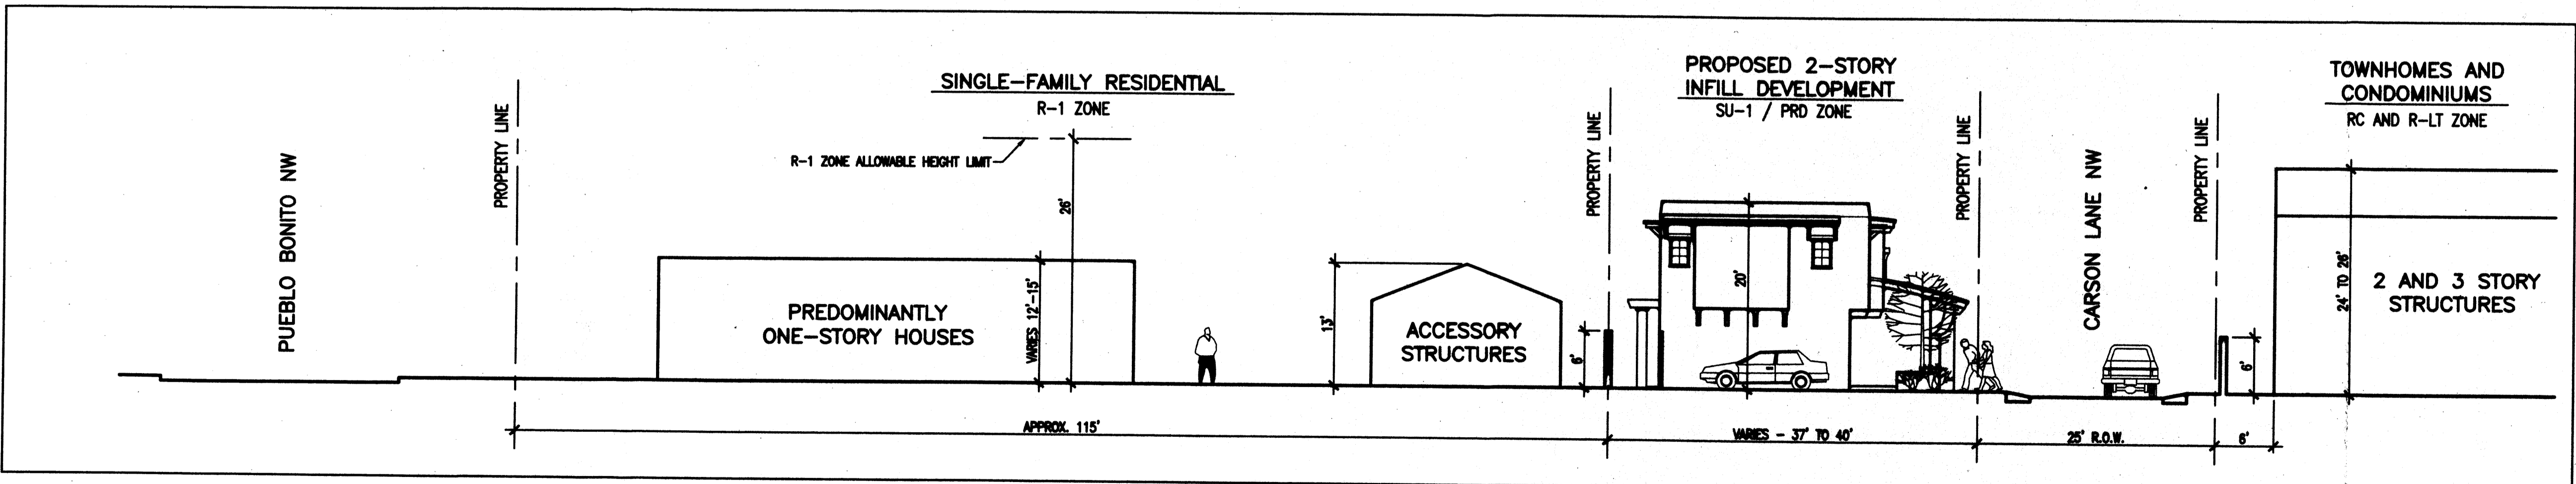 PUEBLO BONITO NW
PROPERTY LINE
SINGLE-FAMILY RESIDENTIAL
R-1 ZONE
R-1 ZONE ALLOWABLE HEIGHT LIMIT
26'
PREDOMINANTLY
ONE-STORY HOUSES
VARIES 12'-15'
13'
ACCESSORY
STRUCTURES
APPROX. 115'
PROPERTY LINE
6'
PROPOSED 2-STORY
INFILL DEVELOPMENT
SU-1 / PRD ZONE
20'
VARIES - 37' TO 40'
PROPERTY LINE
CARSON LANE NW
25' R.O.W.
PROPERTY LINE
6'
6'
TOWNHOMES AND
CONDOMINIUMS
RC AND R-LT ZONE
24' TO 26'
2 AND 3 STORY
STRUCTURES